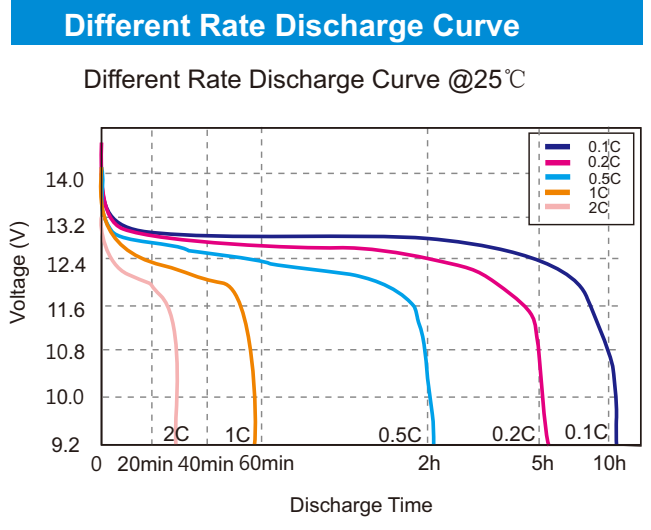 Different Rate Discharge Curve
Different Rate Discharge Curve @25℃
0.1C
0.2C
0.5C
1C
2C
Voltage (V)
14.0
13.2
12.4
11.6
10.8
10.0
9.2
2C 1C 0.5C 0.2C 0.1C
0 20min 40min 60min 2h 5h 10h
Discharge Time